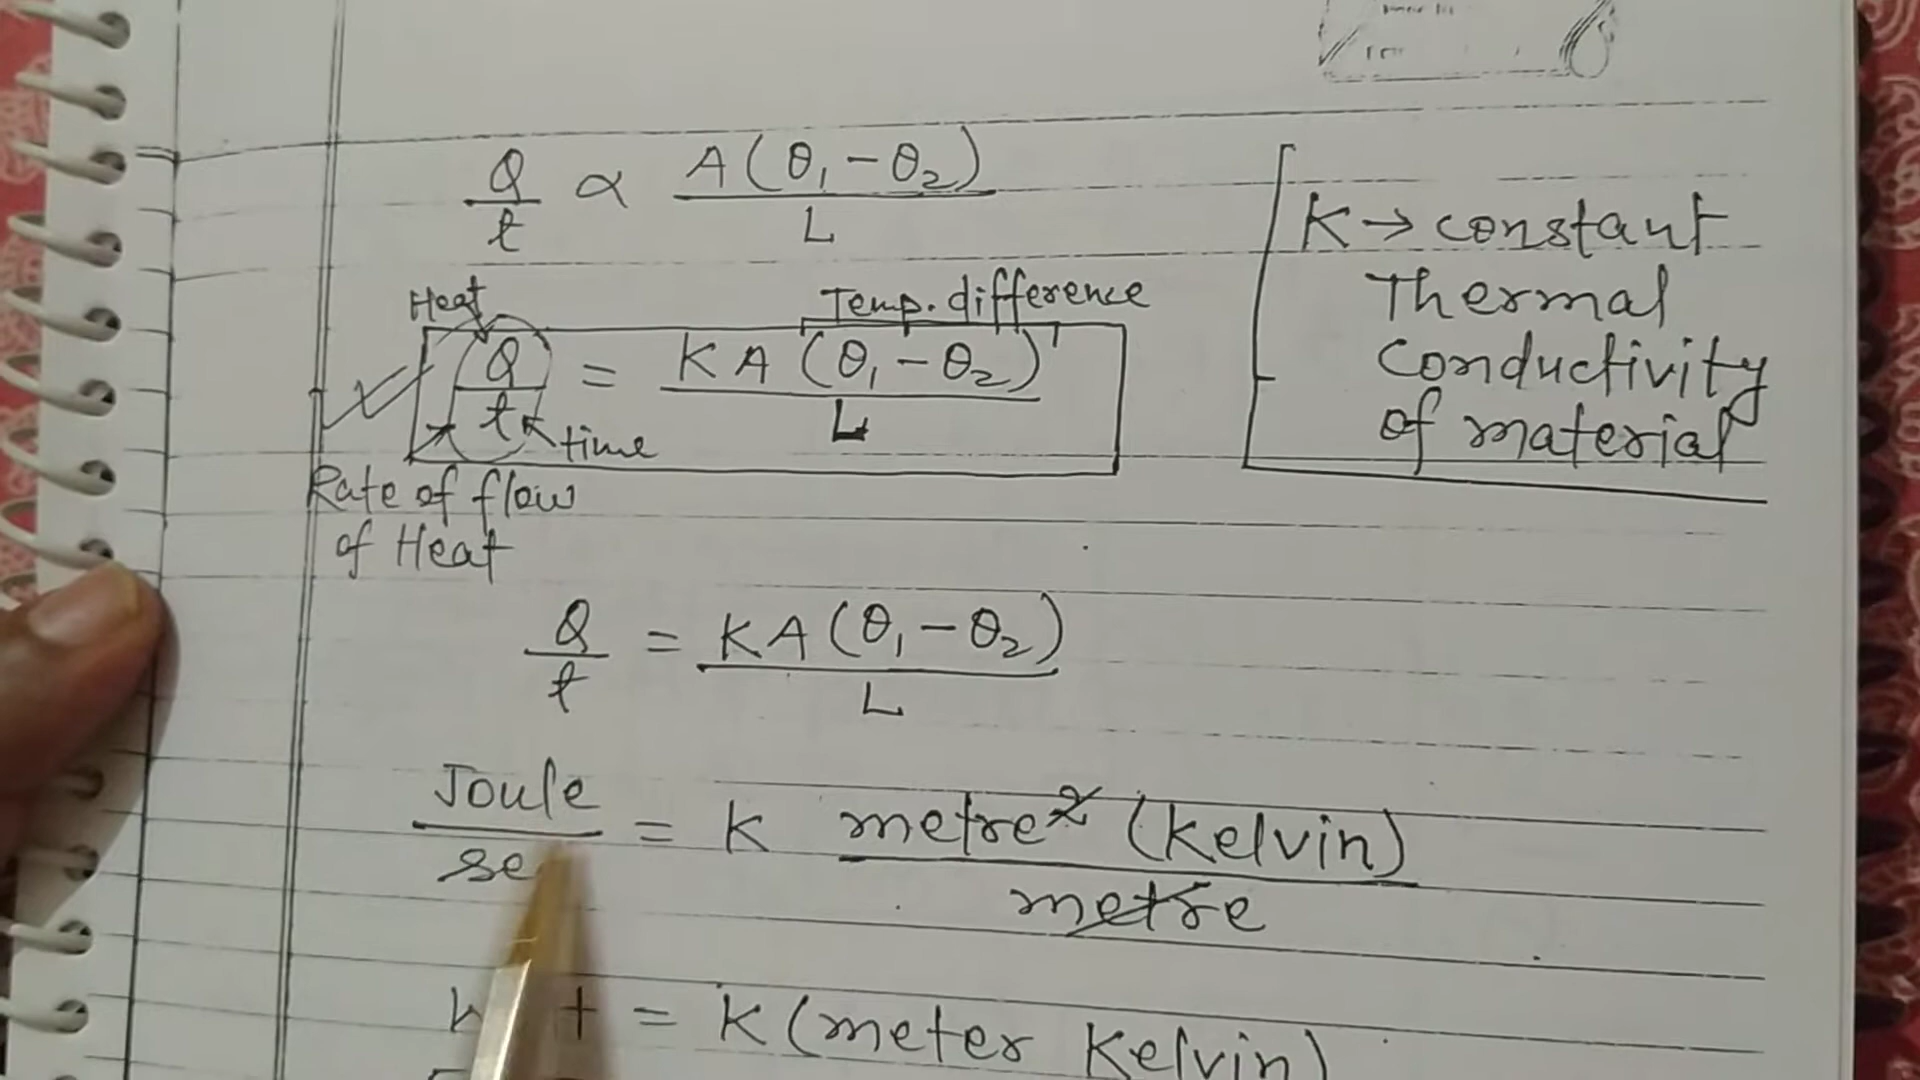 Q/t ∝ A(θ₁-θ₂)/L
K → constant
Thermal
Conductivity
of material
Heat
Temp. difference
Q/t = KA(θ₁-θ₂)/L
time
Rate of flow
of Heat
Q/t = KA(θ₁-θ₂)/L
Joule/se = K metre² (Kelvin)/metre
= K (meter Kelvin)